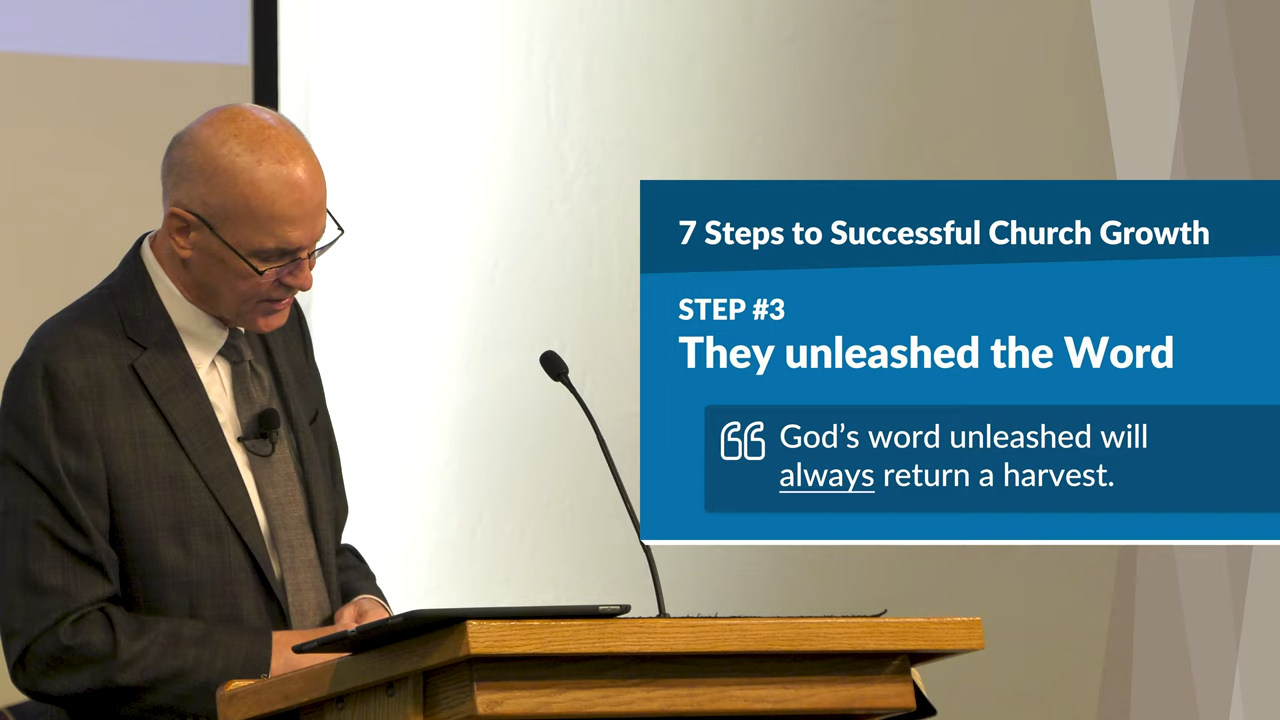 7 Steps to Successful Church Growth
STEP #3
They unleashed the Word
God’s word unleashed will
always return a harvest.